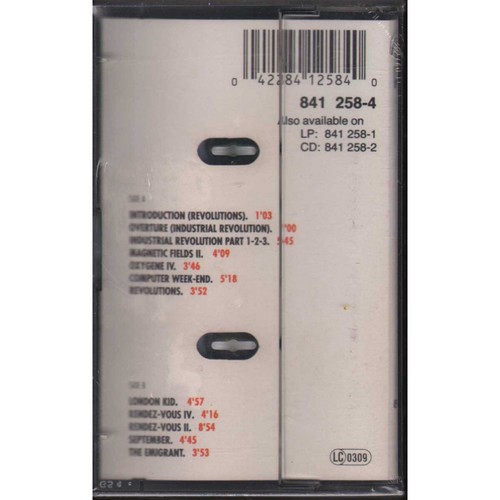 0 42284 12584 0
841 258-4
Also available on
LP: 841 258-1
CD: 841 258-2
SIDE A
INTRODUCTION (REVOLUTIONS). 1'03
OVERTURE (INDUSTRIAL REVOLUTION). '00
INDUSTRIAL REVOLUTION PART 1-2-3. 5'45
MAGNETIC FIELDS II. 4'09
OXYGENE IV. 3'46
COMPUTER WEEK-END. 5'18
REVOLUTIONS. 3'52
SIDE B
LONDON KID. 4'57
RENDEZ-VOUS IV. 4'16
RENDEZ-VOUS II. 8'54
SEPTEMBER. 4'45
THE EMIGRANT. 3'53
LC 0309